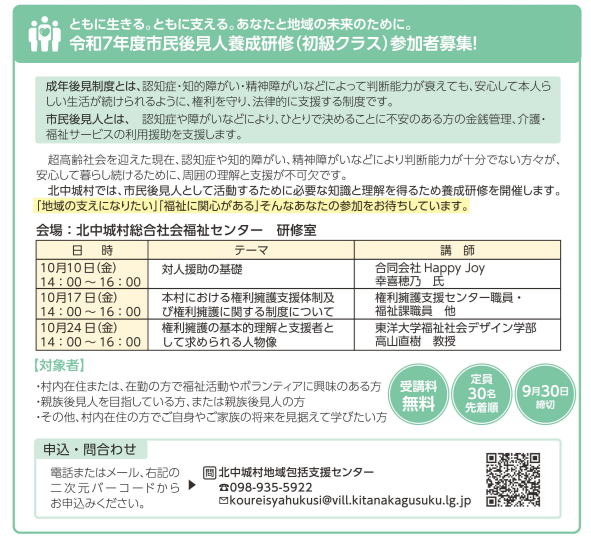 ともに生きる。ともに支える。あなたと地域の未来のために。
令和7年度市民後見人養成研修(初級クラス)参加者募集!
成年後見制度とは、認知症・知的障がい・精神障がいなどによって判断能力が衰えても、安心して本人ら
しい生活が続けられるように、権利を守り、法律的に支援する制度です。
市民後見人とは、 認知症や障がいなどにより、ひとりで決めることに不安のある方の金銭管理、介護・
福祉サービスの利用援助を支援します。
超高齢社会を迎えた現在、認知症や知的障がい、精神障がいなどにより判断能力が十分でない方々が、
安心して暮らし続けるために、周囲の理解と支援が不可欠です。
北中城村では、市民後見人として活動するために必要な知識と理解を得るため養成研修を開催します。
「地域の支えになりたい」「福祉に関心がある」そんなあなたの参加をお待ちしています。
会場:北中城村総合社会福祉センター 研修室
日 時 テーマ 講 師
10月10日(金)
14:00~16:00
対人援助の基礎
合同会社 Happy Joy
幸喜穂乃 氏
10月17日(金)
14:00~16:00
本村における権利擁護支援体制及
び権利擁護に関する制度について
権利擁護支援センター職員・
福祉課職員 他
10月24日(金)
14:00~16:00
権利擁護の基本的理解と支援者と
して求められる人物像
東洋大学福祉社会デザイン学部
高山直樹 教授
【対象者】
・村内在住または、在勤の方で福祉活動やボランティアに興味のある方
・親族後見人を目指している方、または親族後見人の方
・その他、村内在住の方でご自身やご家族の将来を見据えて学びたい方
受講料
無料
定員
30名
先着順
9月30日
締切
申込・問合わせ
電話またはメール、右記の
二次元バーコードから
お申込みください。
▶
問 北中城村地域包括支援センター
☎098-935-5922
✉koureisyahukusi@vill.kitanakagusuku.lg.jp